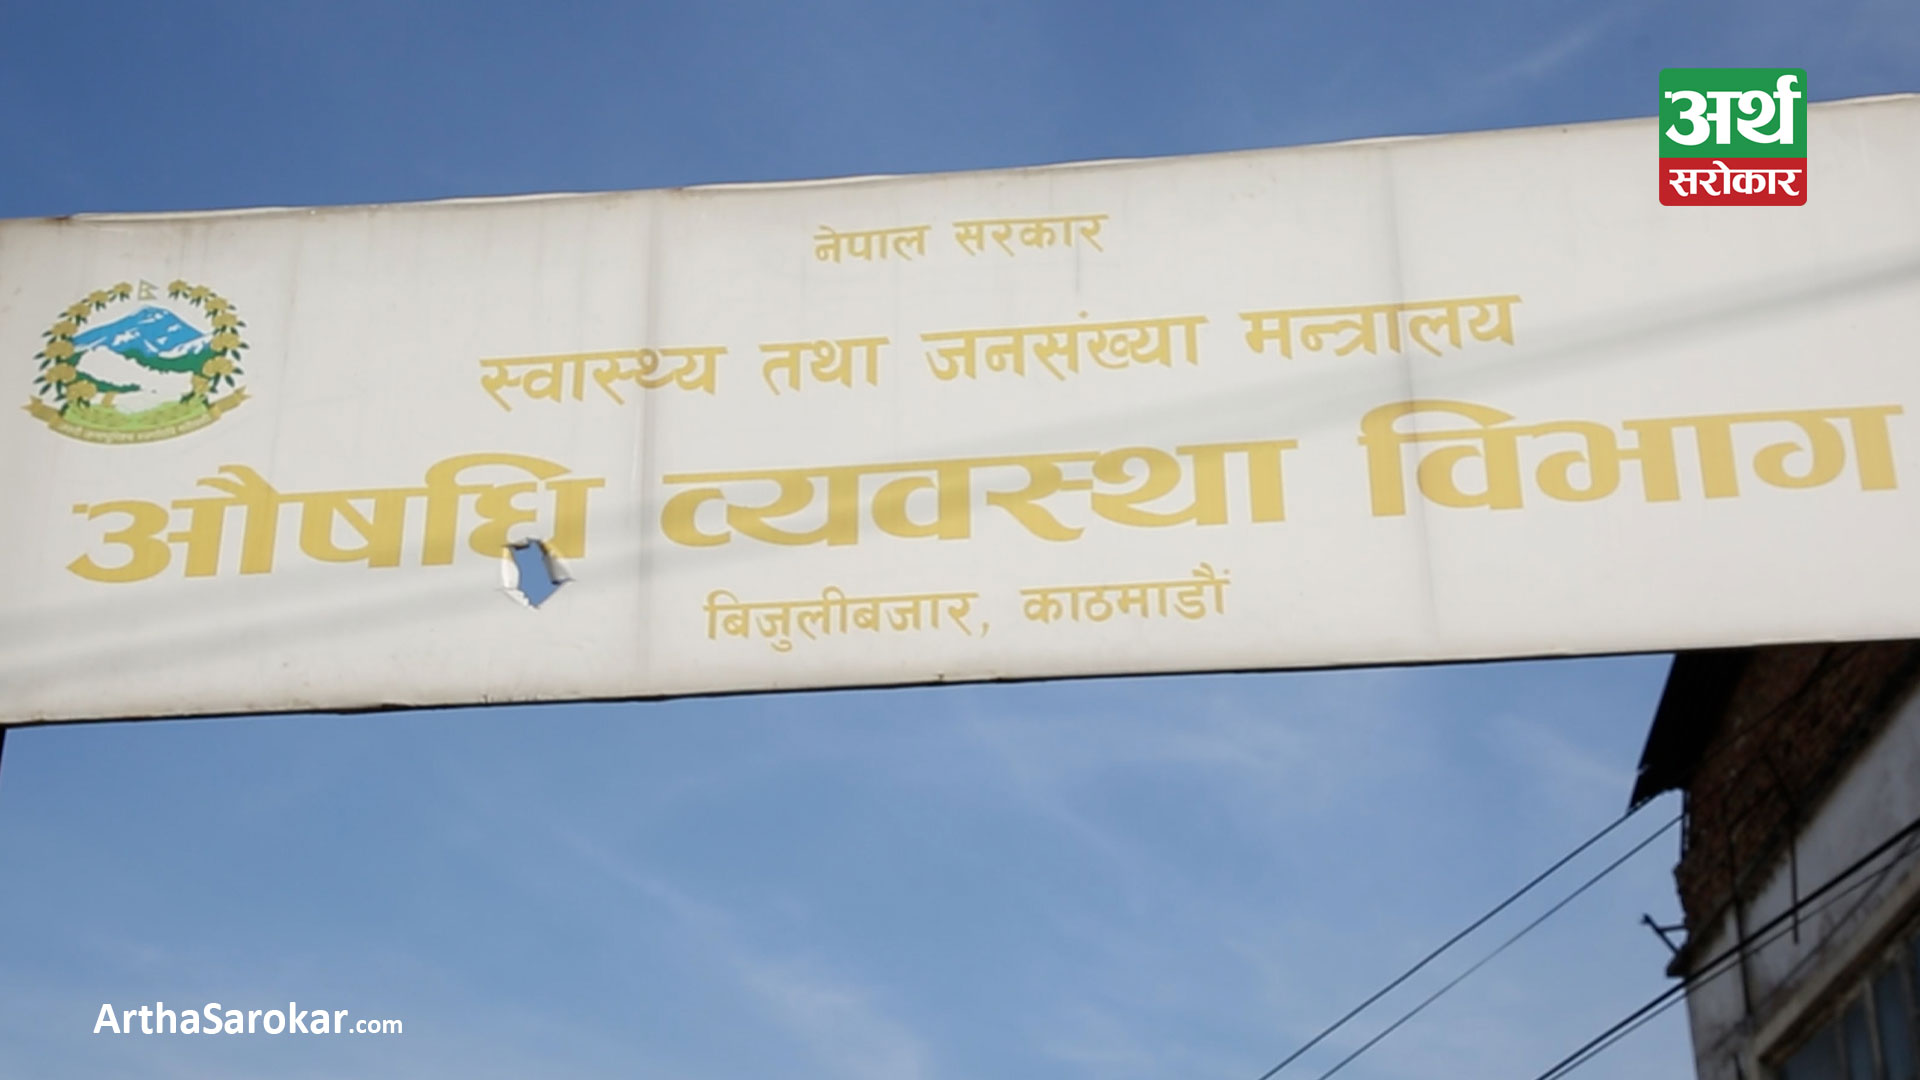 अर्थ
सरोकार
नेपाल सरकार
स्वास्थ्य तथा जनसंख्या मन्त्रालय
औषधि व्यवस्था विभाग
बिजुलीबजार, काठमाडौं
ArthaSarokar.com